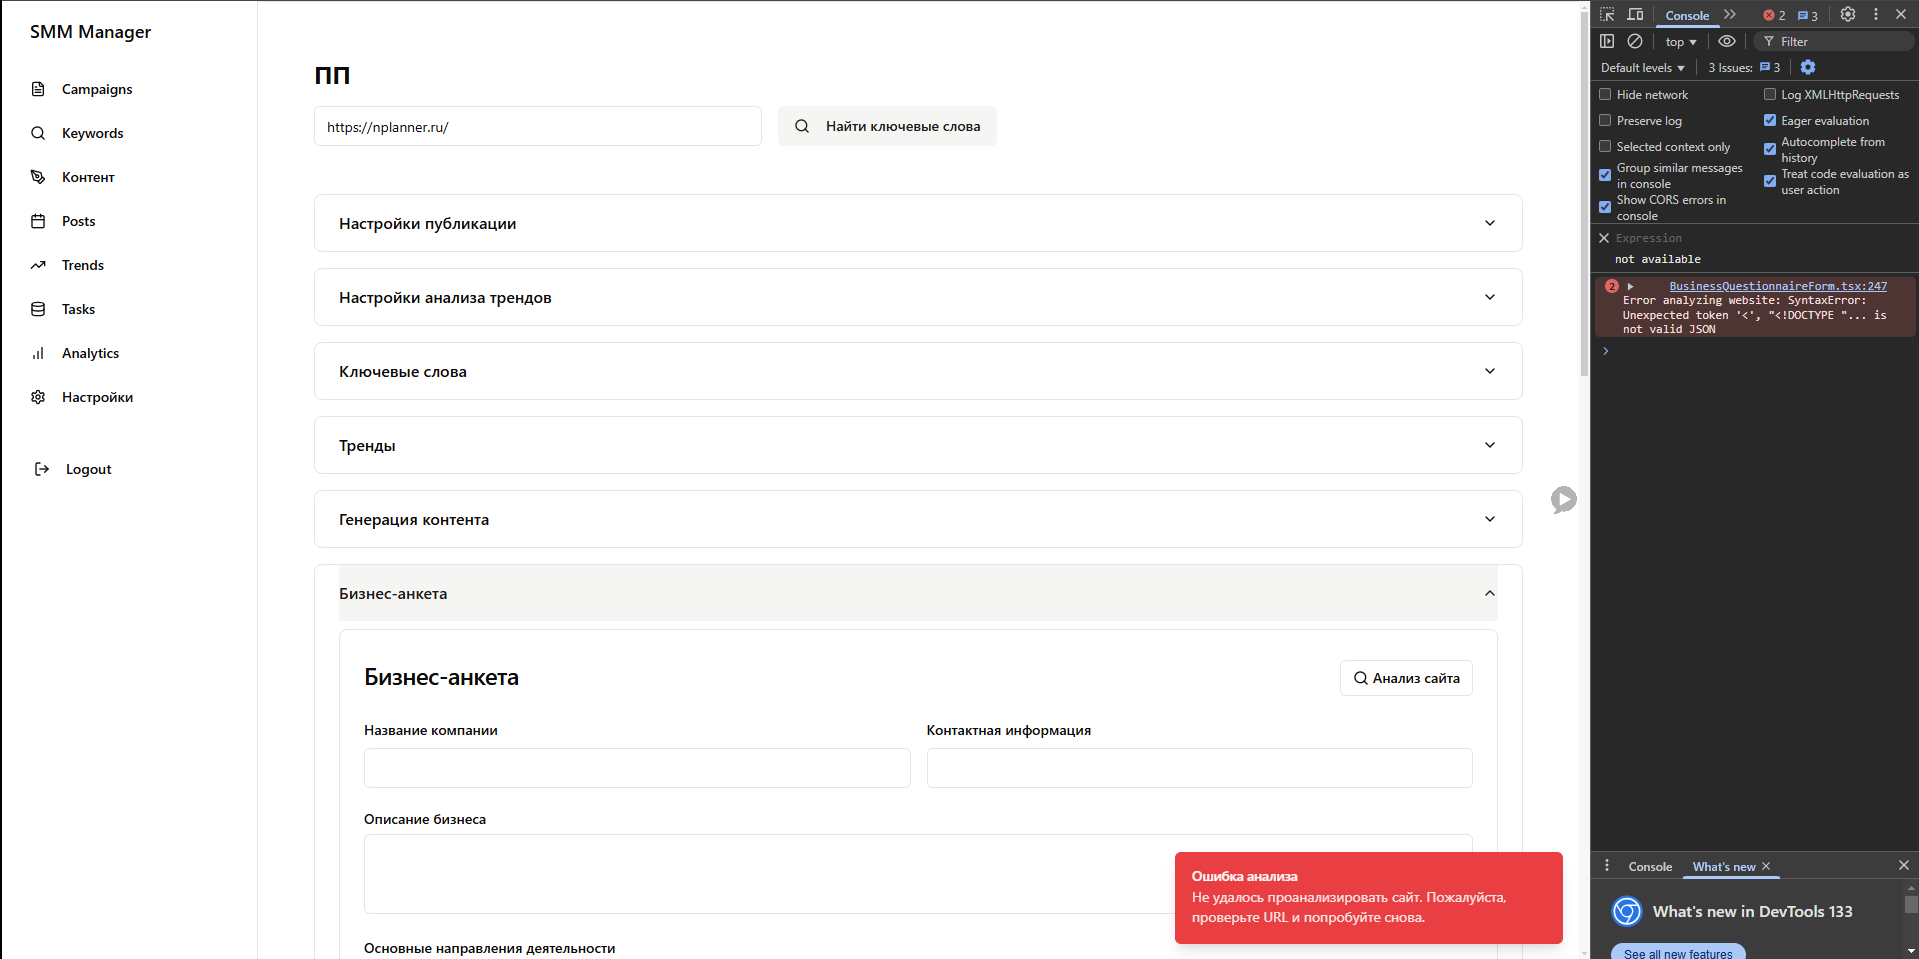 SMM Manager
Campaigns
Keywords
Контент
Posts
Trends
Tasks
Analytics
Настройки
Logout
ПП
https://nplanner.ru/
Найти ключевые слова
Настройки публикации
Настройки анализа трендов
Ключевые слова
Тренды
Генерация контента
Бизнес-анкета
Бизнес-анкета
Анализ сайта
Название компании
Контактная информация
Описание бизнеса
Основные направления деятельности
Ошибка анализа
Не удалось проанализировать сайт. Пожалуйста,
проверьте URL и попробуйте снова.
Console
2
3
top
Filter
Default levels
3 Issues: 3
Hide network
Log XMLHttpRequests
Preserve log
Eager evaluation
Selected context only
Autocomplete from
history
Group similar messages
in console
Treat code evaluation as
user action
Show CORS errors in
console
Expression
not available
2
BusinessQuestionnaireForm.tsx:247
Error analyzing website: SyntaxError:
Unexpected token '<', "<!DOCTYPE "... is
not valid JSON
Console
What's new
What's new in DevTools 133
See all new features